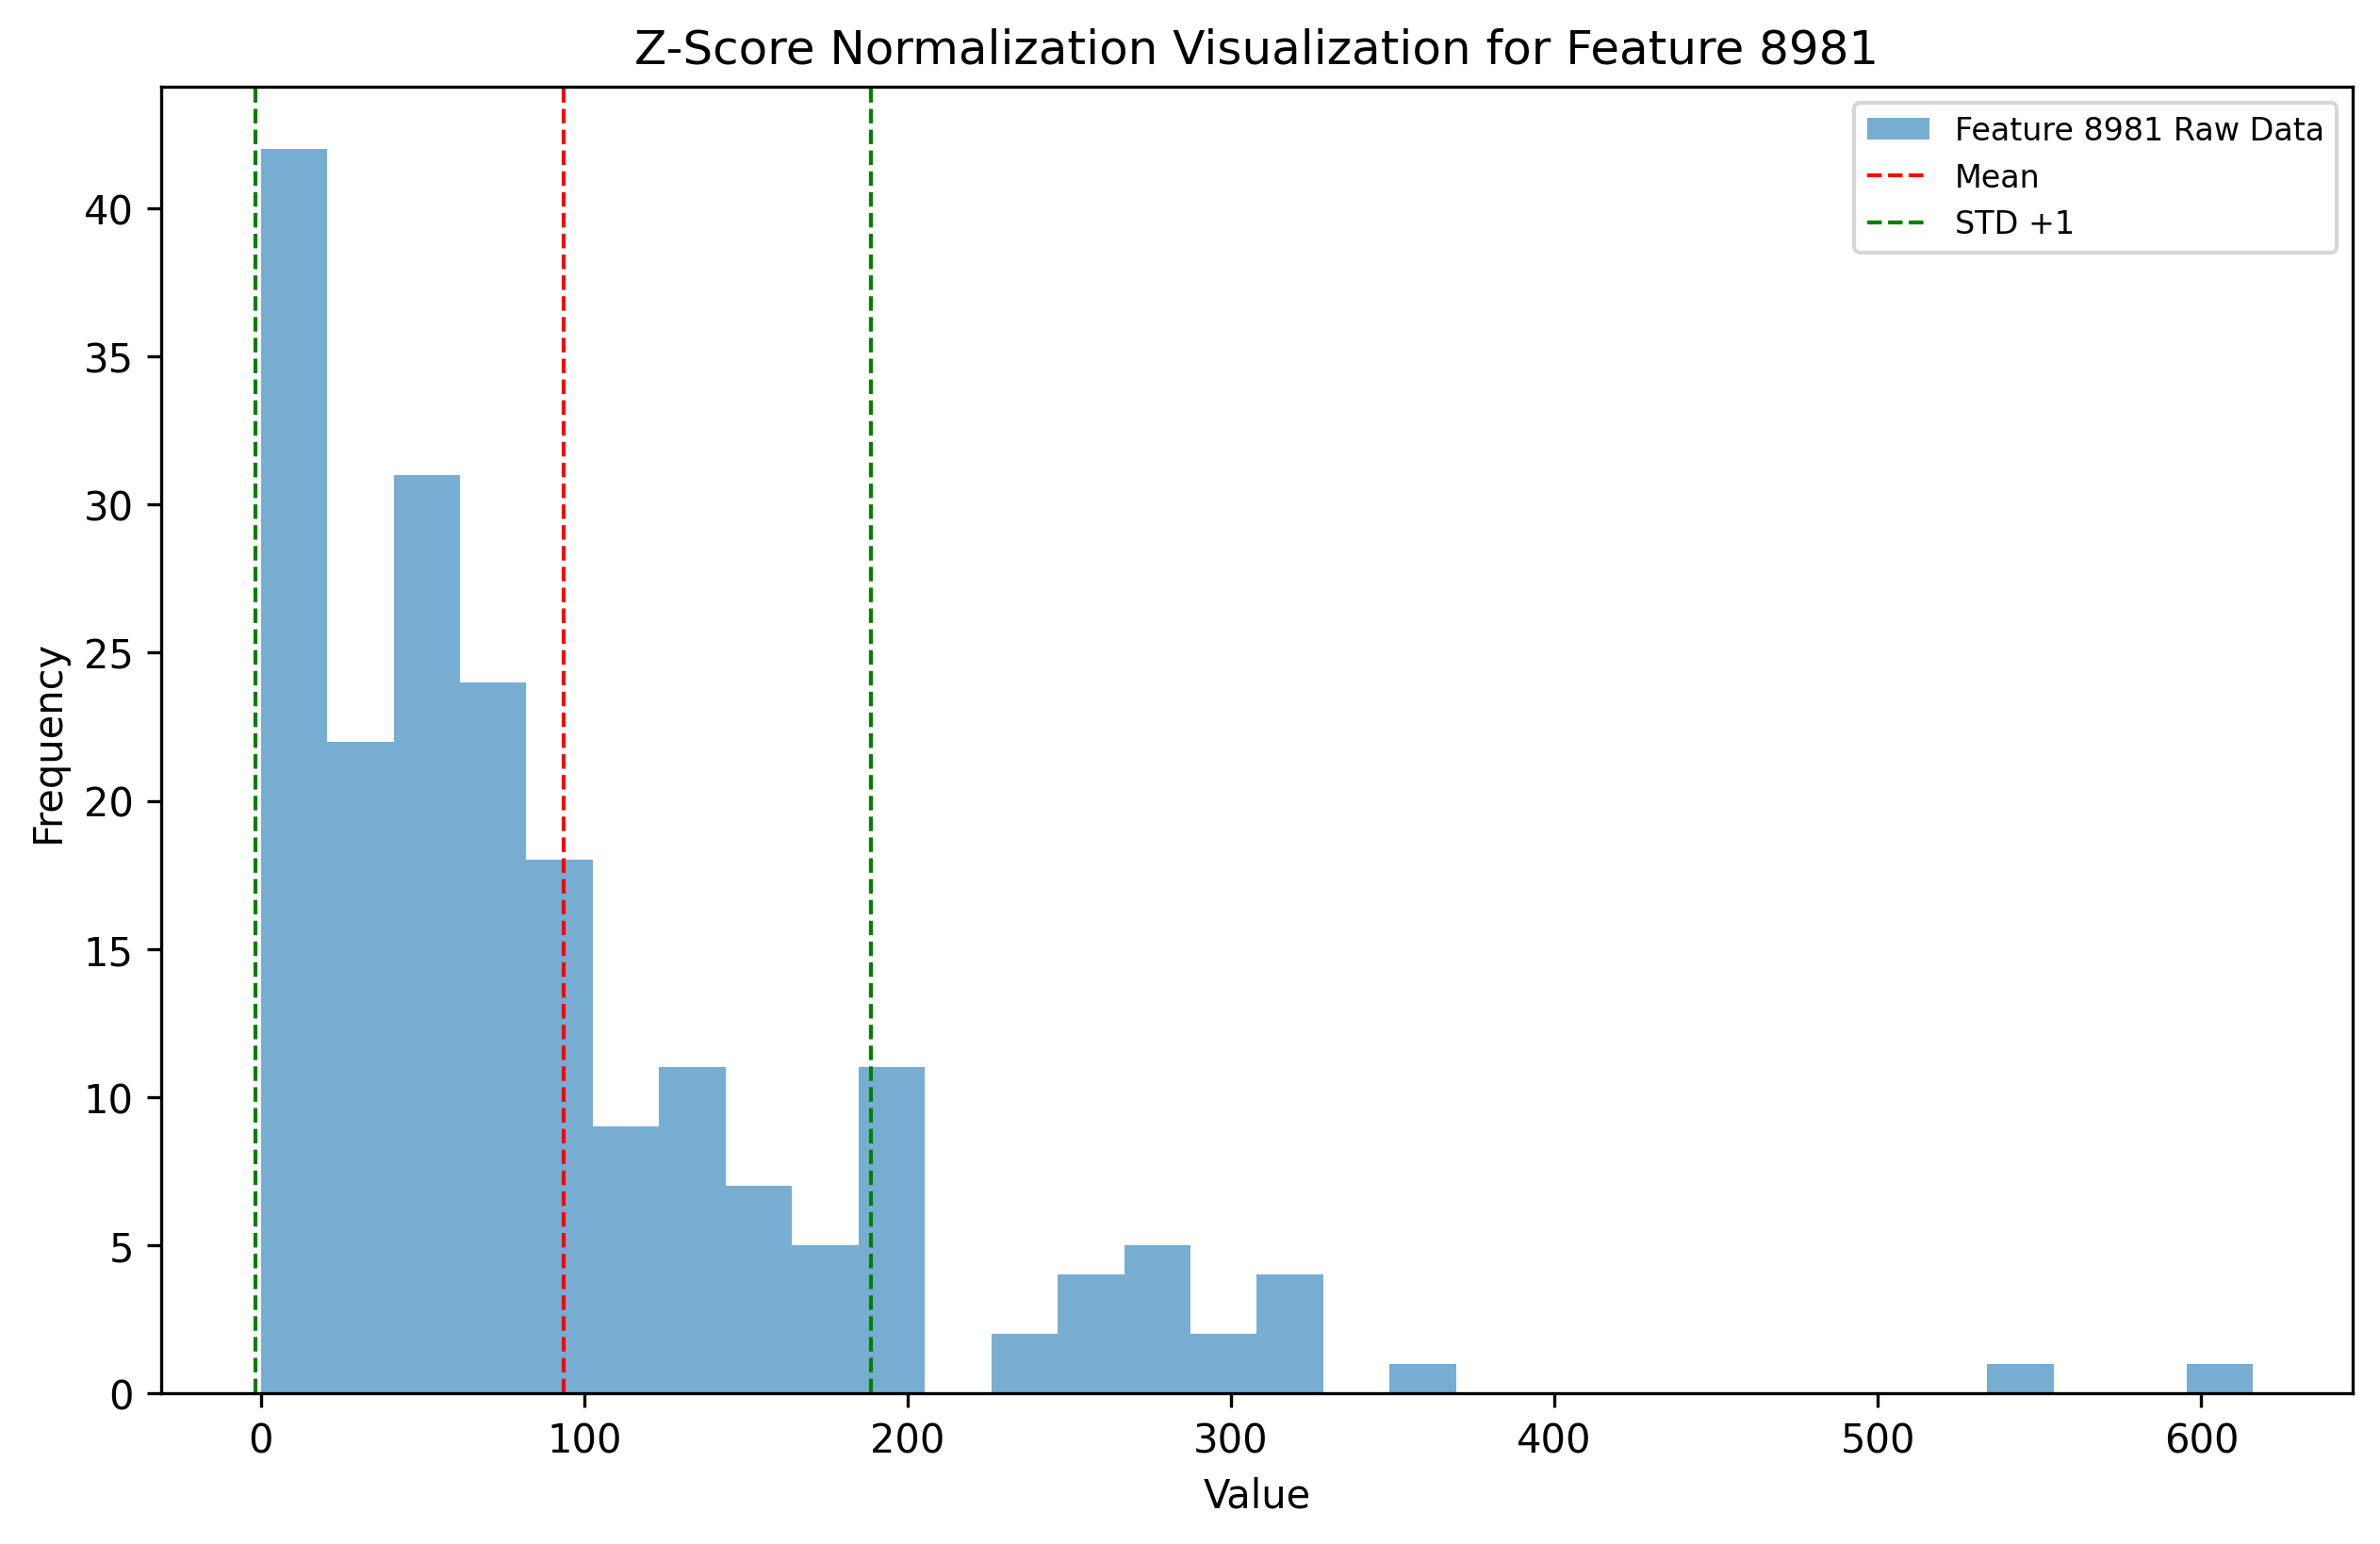 Z-Score Normalization Visualization for Feature 8981
Feature 8981 Raw Data
Mean
STD +1
Frequency
40
35
30
25
20
15
10
5
0
0 100 200 300 400 500 600
Value